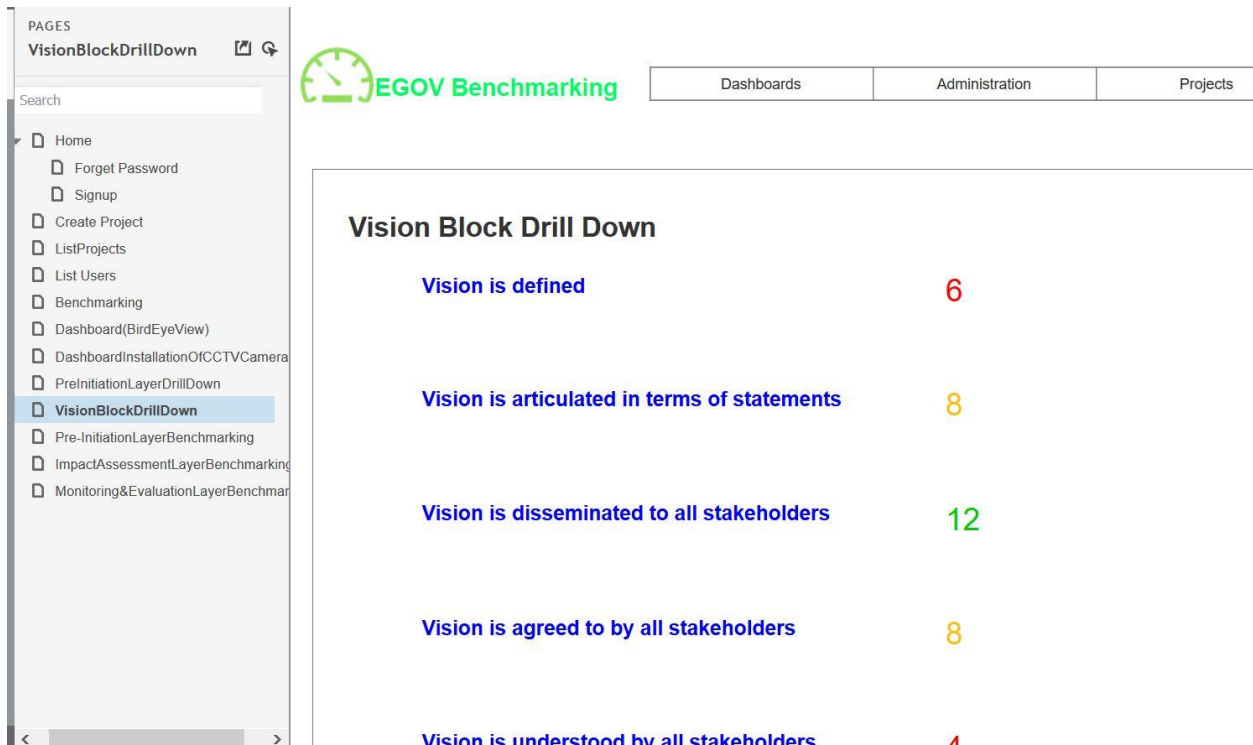 PAGES
VisionBlockDrillDown
Search
Home
Forget Password
Signup
Create Project
ListProjects
List Users
Benchmarking
Dashboard(BirdEyeView)
DashboardInstallationOfCCTVCamera
PreInitiationLayerDrillDown
VisionBlockDrillDown
Pre-InitiationLayerBenchmarking
ImpactAssessmentLayerBenchmarking
Monitoring&EvaluationLayerBenchmar
EGOV Benchmarking
Dashboards Administration Projects
Vision Block Drill Down
Vision is defined 6
Vision is articulated in terms of statements 8
Vision is disseminated to all stakeholders 12
Vision is agreed to by all stakeholders 8
Vision is understood by all stakeholders 4